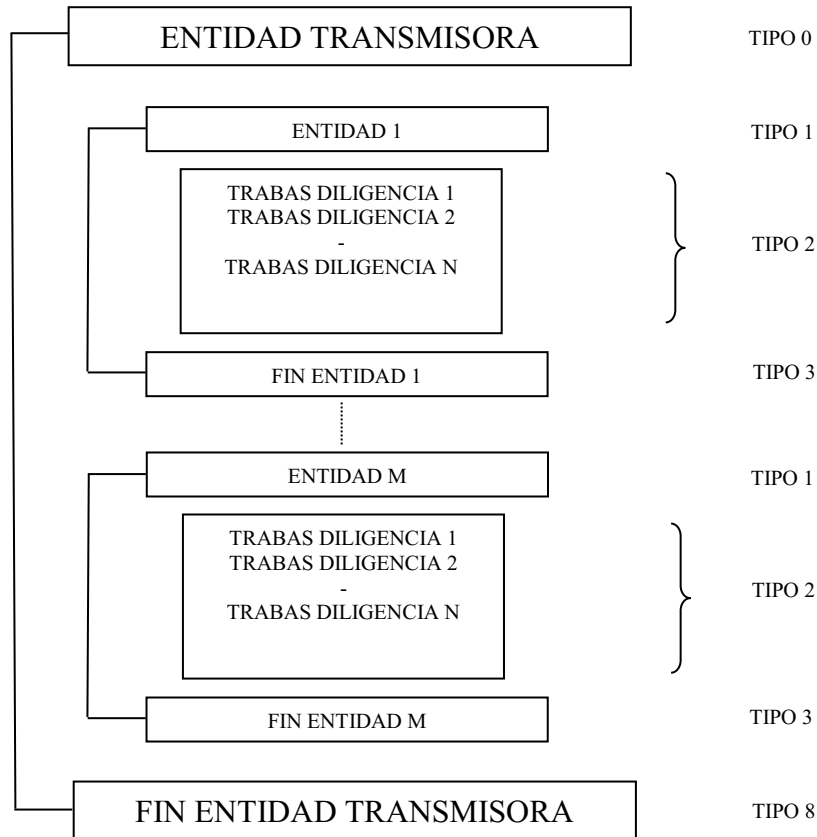 ENTIDAD TRANSMISORA TIPO 0
ENTIDAD 1 TIPO 1
TRABAS DILIGENCIA 1
TRABAS DILIGENCIA 2
-
TRABAS DILIGENCIA N
TIPO 2
FIN ENTIDAD 1 TIPO 3
ENTIDAD M TIPO 1
TRABAS DILIGENCIA 1
TRABAS DILIGENCIA 2
-
TRABAS DILIGENCIA N
TIPO 2
FIN ENTIDAD M TIPO 3
FIN ENTIDAD TRANSMISORA TIPO 8